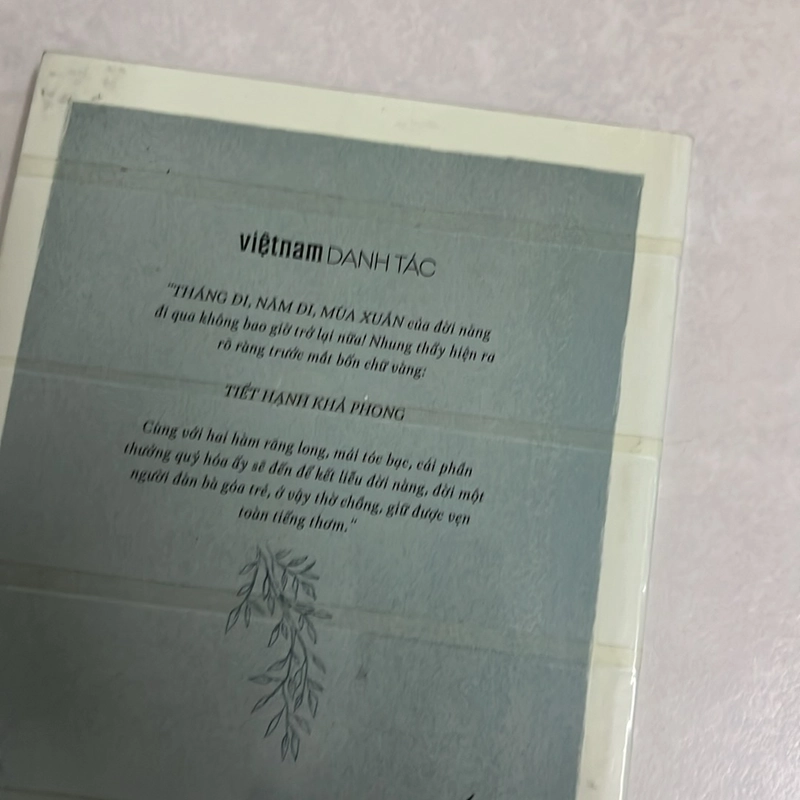 việtnam DANH TÁC
"THÁNG ĐI, NĂM ĐI, MÙA XUÂN của đời nàng
đi qua không bao giờ trở lại nữa! Nhung thấy hiện ra
rõ ràng trước mắt bốn chữ vàng:
TIẾT HẠNH KHẢ PHONG
Cùng với hai hàm răng long, mái tóc bạc, cái phần
thưởng quý hóa ấy sẽ đến để kết liễu đời nàng, đời một
người đàn bà góa trẻ, ở vậy thờ chồng, giữ được vẹn
toàn tiếng thơm."